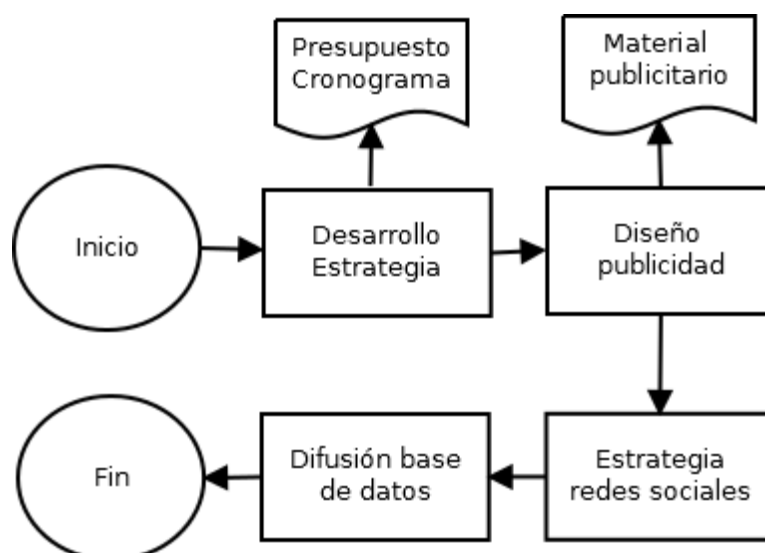 Presupuesto
Cronograma
Material
publicitario
Inicio
Desarrollo
Estrategia
Diseño
publicidad
Fin
Difusión base
de datos
Estrategia
redes sociales